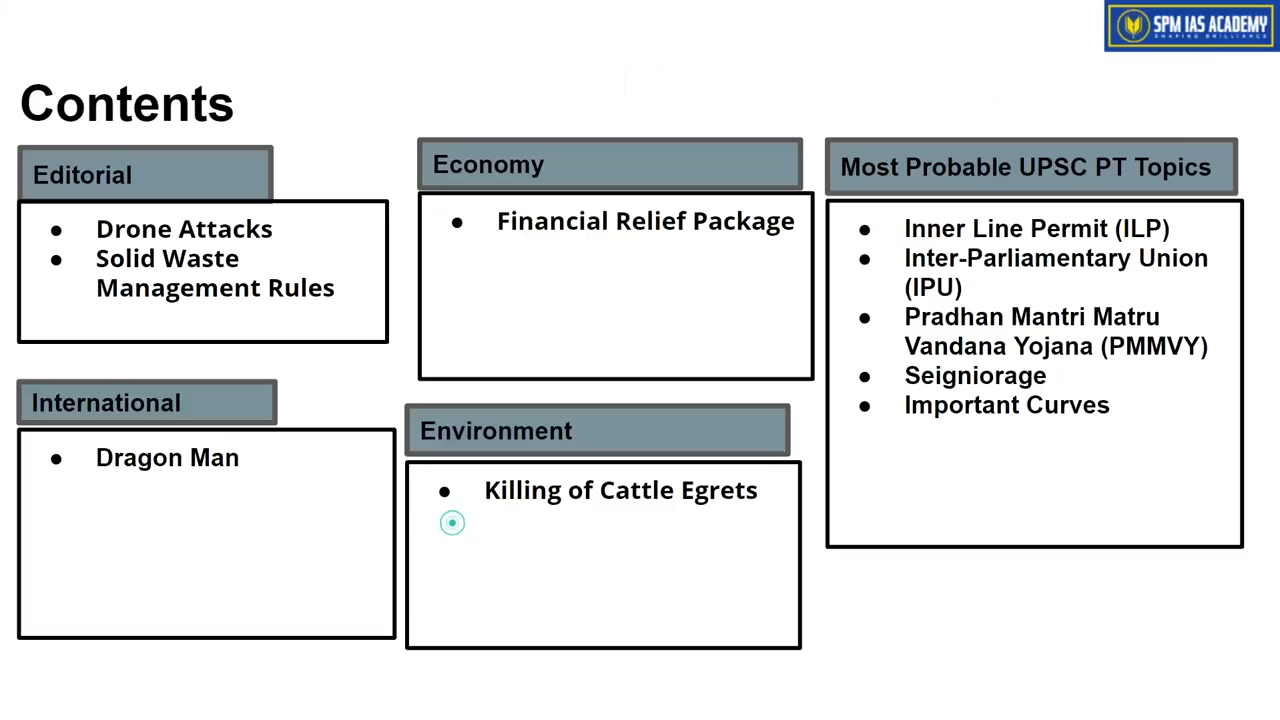 SPM IAS ACADEMY
SHAPING BRILLIANCE
Contents
Editorial
● Drone Attacks
● Solid Waste
Management Rules
International
● Dragon Man
Economy
● Financial Relief Package
Environment
● Killing of Cattle Egrets
Most Probable UPSC PT Topics
● Inner Line Permit (ILP)
● Inter-Parliamentary Union
(IPU)
● Pradhan Mantri Matru
Vandana Yojana (PMMVY)
● Seigniorage
● Important Curves